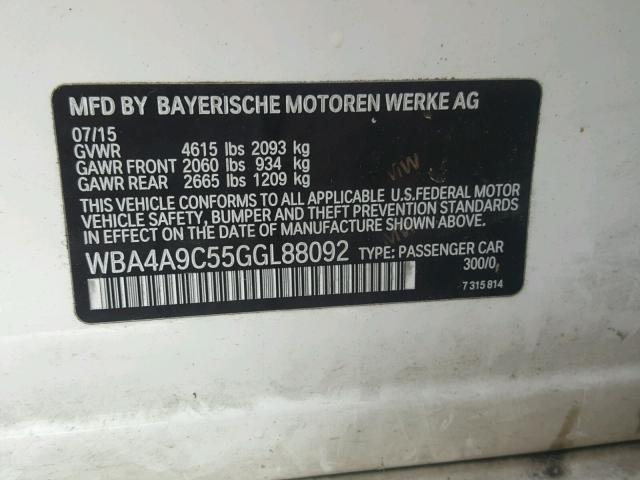 MFD BY BAYERISCHE MOTOREN WERKE AG
07/15
GVWR 4615 lbs 2093 kg
GAWR FRONT 2060 lbs 934 kg
GAWR REAR 2665 lbs 1209 kg
THIS VEHICLE CONFORMS TO ALL APPLICABLE U.S.FEDERAL MOTOR
VEHICLE SAFETY, BUMPER AND THEFT PREVENTION STANDARDS
IN EFFECT ON THE DATE OF MANUFACTURE SHOWN ABOVE.
WBA4A9C55GGL88092 TYPE: PASSENGER CAR
300/0
7 315 814